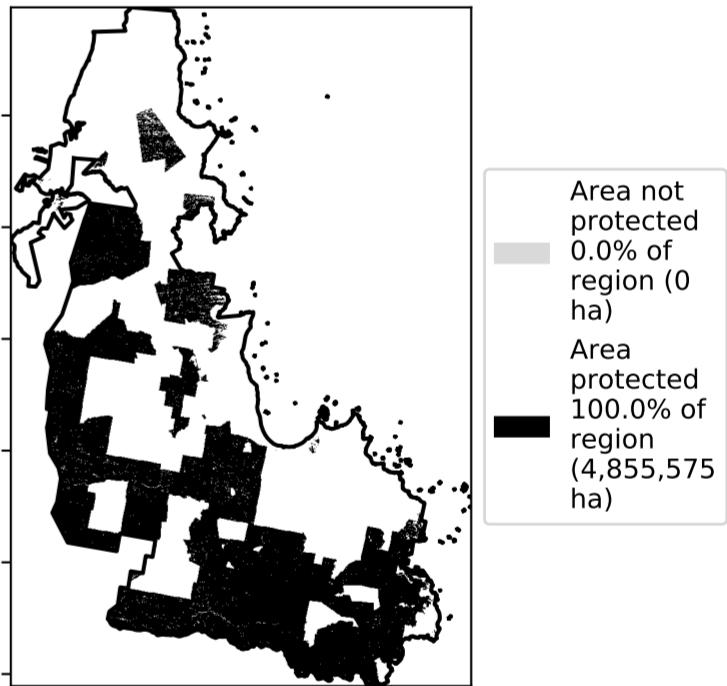 Area not
protected
0.0% of
region (0
ha)
Area
protected
100.0% of
region
(4,855,575
ha)